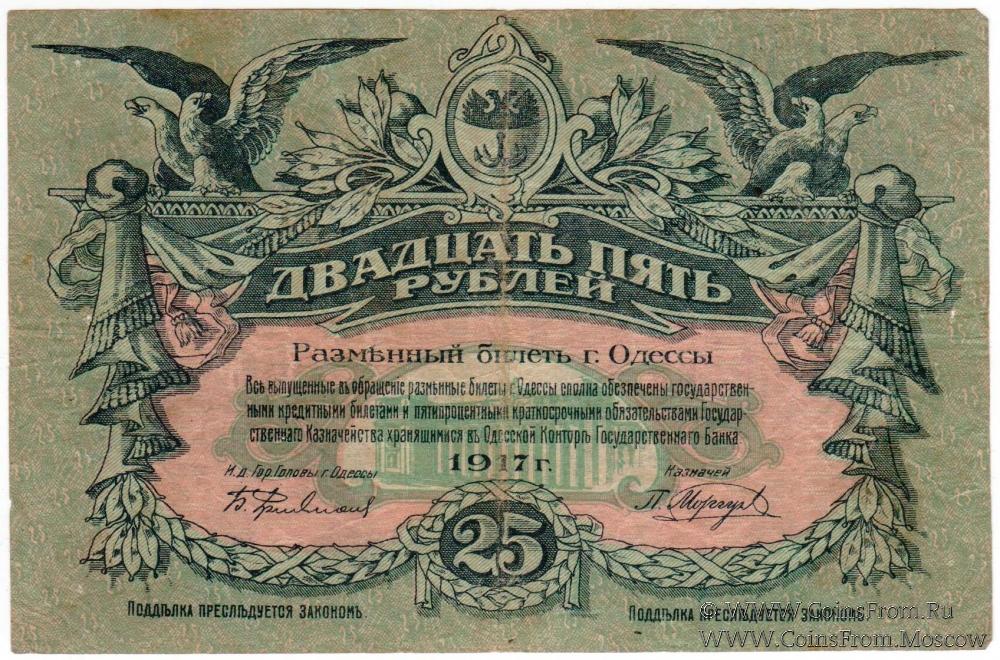 ДВАДЦАТЬ ПЯТЬ
РУБЛЕЙ
Размѣнный билетъ г. Одессы
Всѣ выпущенные въ обращение размѣнные билеты г. Одессы сполна обезпечены государствен-
ными кредитными билетами и пятипроцентными краткосрочными обязательствами Государ-
ственнаго Казначейства хранящимися въ Одесской Конторѣ Государственнаго Банка
1917 г.
И.д. Гор. Головы г. Одессы
Казначей
25
ПОДДѢЛКА ПРЕСЛѢДУЕТСЯ ЗАКОНОМЪ
ПОДДѢЛКА ПРЕСЛѢДУЕТСЯ ЗАКОНОМЪ
© WWW.CoinsFrom.Ru
WWW.CoinsFrom.Moscow